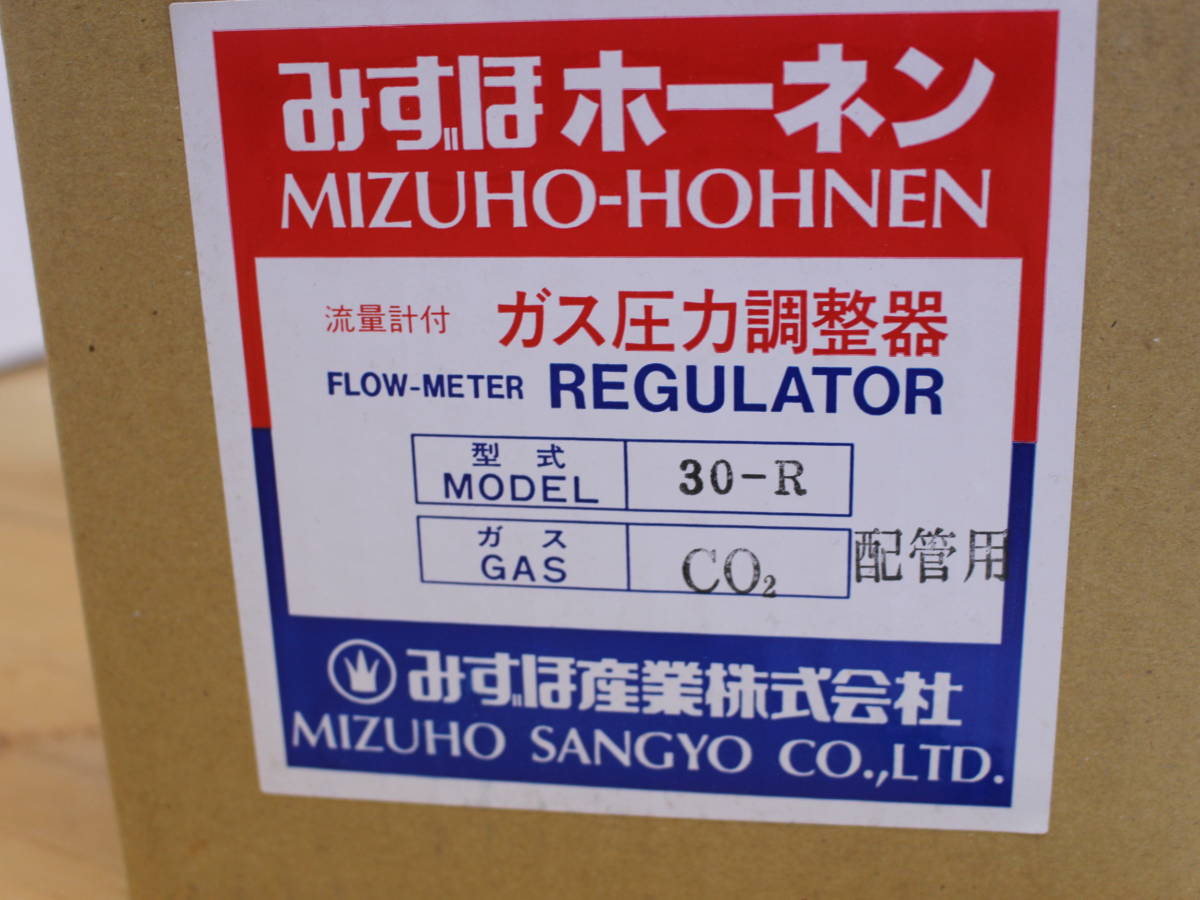 みずほ ホーネン
MIZUHO-HOHNEN
流量計付 ガス圧力調整器
FLOW-METER REGULATOR
型式
MODEL 30-R
ガス
GAS CO₂ 配管用
みずほ産業株式会社
MIZUHO SANGYO CO.,LTD.